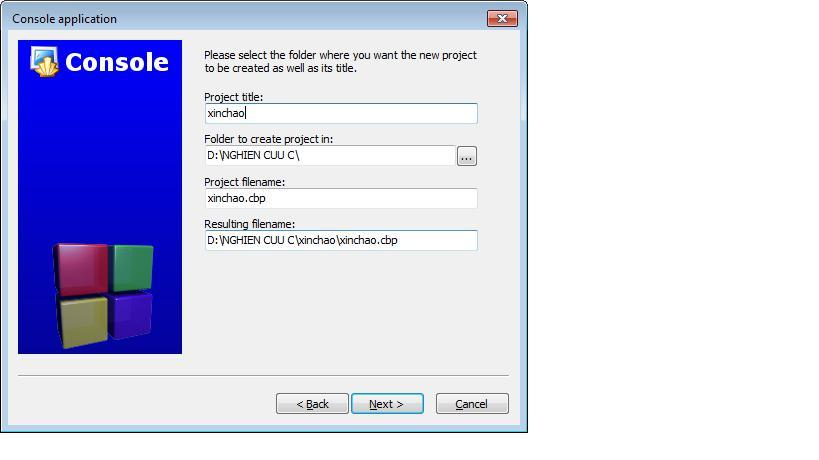 Console application
Console
Please select the folder where you want the new project
to be created as well as its title.
Project title:
xinchao
Folder to create project in:
D:\NGHIEN CUU C\
...
Project filename:
xinchao.cbp
Resulting filename:
D:\NGHIEN CUU C\xinchao\xinchao.cbp
< Back
Next >
Cancel